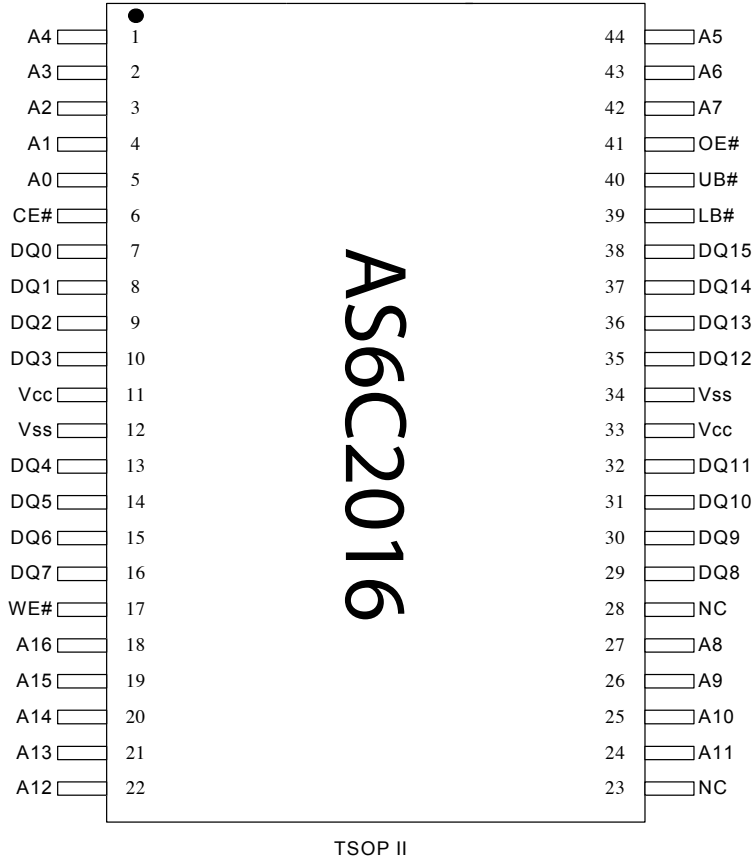 A4 1 44 A5
A3 2 43 A6
A2 3 42 A7
A1 4 41 OE#
A0 5 40 UB#
CE# 6 39 LB#
DQ0 7 38 DQ15
DQ1 8 37 DQ14
DQ2 9 36 DQ13
DQ3 10 35 DQ12
Vcc 11 34 Vss
Vss 12 33 Vcc
DQ4 13 32 DQ11
DQ5 14 31 DQ10
DQ6 15 30 DQ9
DQ7 16 29 DQ8
WE# 17 28 NC
A16 18 27 A8
A15 19 26 A9
A14 20 25 A10
A13 21 24 A11
A12 22 23 NC
AS6C2016
TSOP II